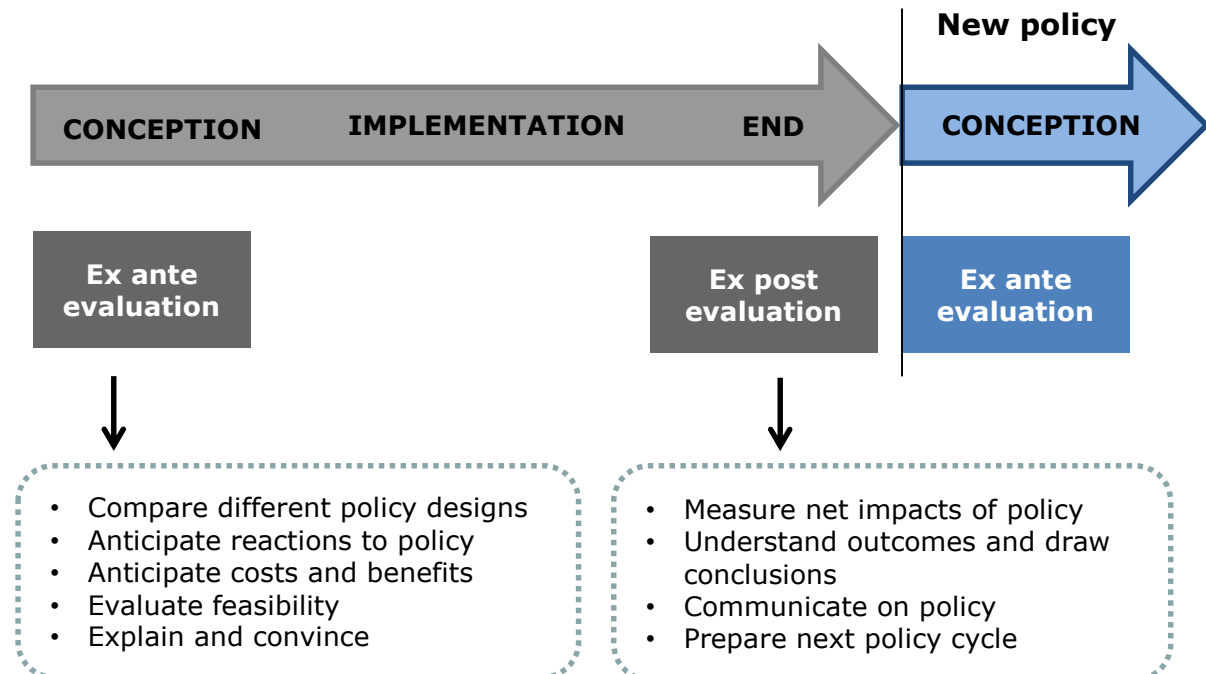 New policy
CONCEPTION
IMPLEMENTATION
END
CONCEPTION
Ex ante
evaluation
Ex post
evaluation
Ex ante
evaluation
• Compare different policy designs
• Anticipate reactions to policy
• Anticipate costs and benefits
• Evaluate feasibility
• Explain and convince
• Measure net impacts of policy
• Understand outcomes and draw
conclusions
• Communicate on policy
• Prepare next policy cycle